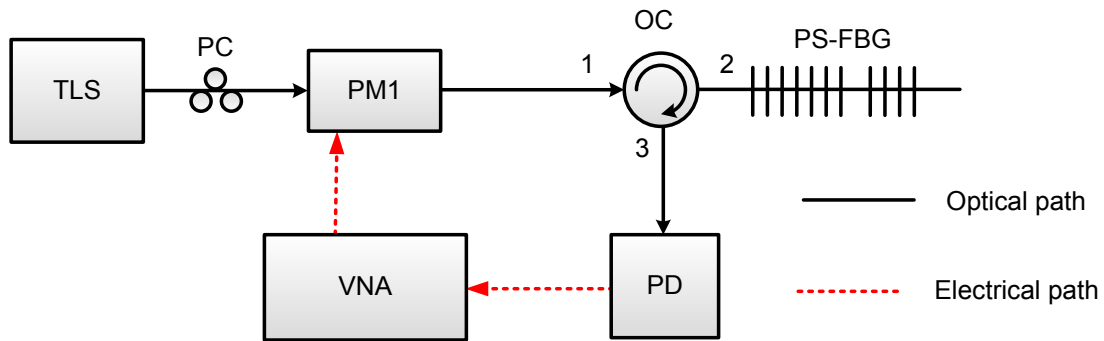 OC
PC
PS-FBG
TLS
PM1
1
2
3
Optical path
VNA
PD
Electrical path